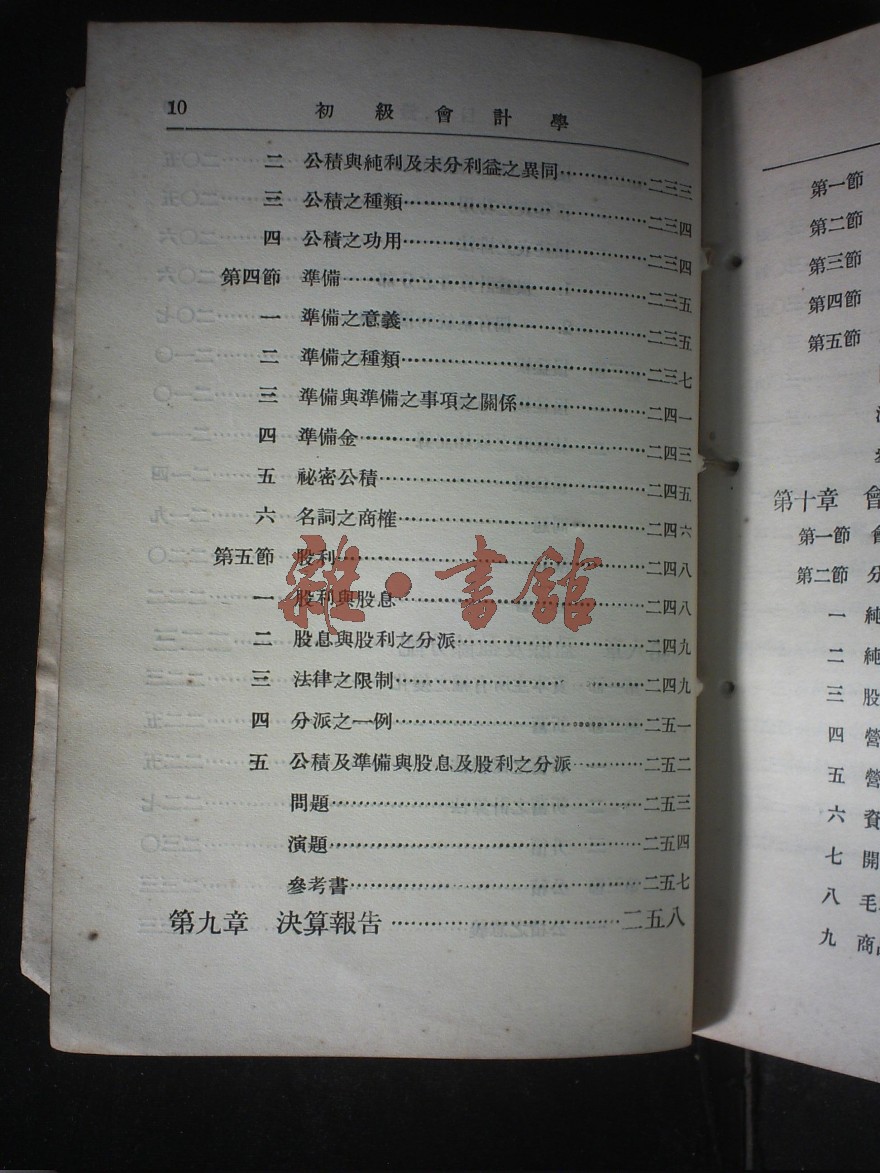 10 初級會計學
二 公積與純利及未分利益之異同……二三三
三 公積之種類……二三四
四 公積之功用……二三四
第四節 準備……二三五
一 準備之意義……二三五
二 準備之種類……二三七
三 準備與準備之事項之關係……二四一
四 準備金……二四三
五 祕密公積……二四五
六 名詞之商榷……二四六
第五節 股利……二四八
一 股利與股息……二四八
二 股息與股利之分派……二四九
三 法律之限制……二四九
四 分派之一例……二五一
五 公積及準備與股息及股利之分派……二五二
問題……二五三
演題……二五四
參考書……二五七
第九章 決算報告……二五八
雜·書館
第一節
第二節
第三節
第四節
第五節
第十章 會
第一節 會
第二節 分
一 純
二 純
三 股
四 營
五 營
六 資
七 開
八 毛
九 商品